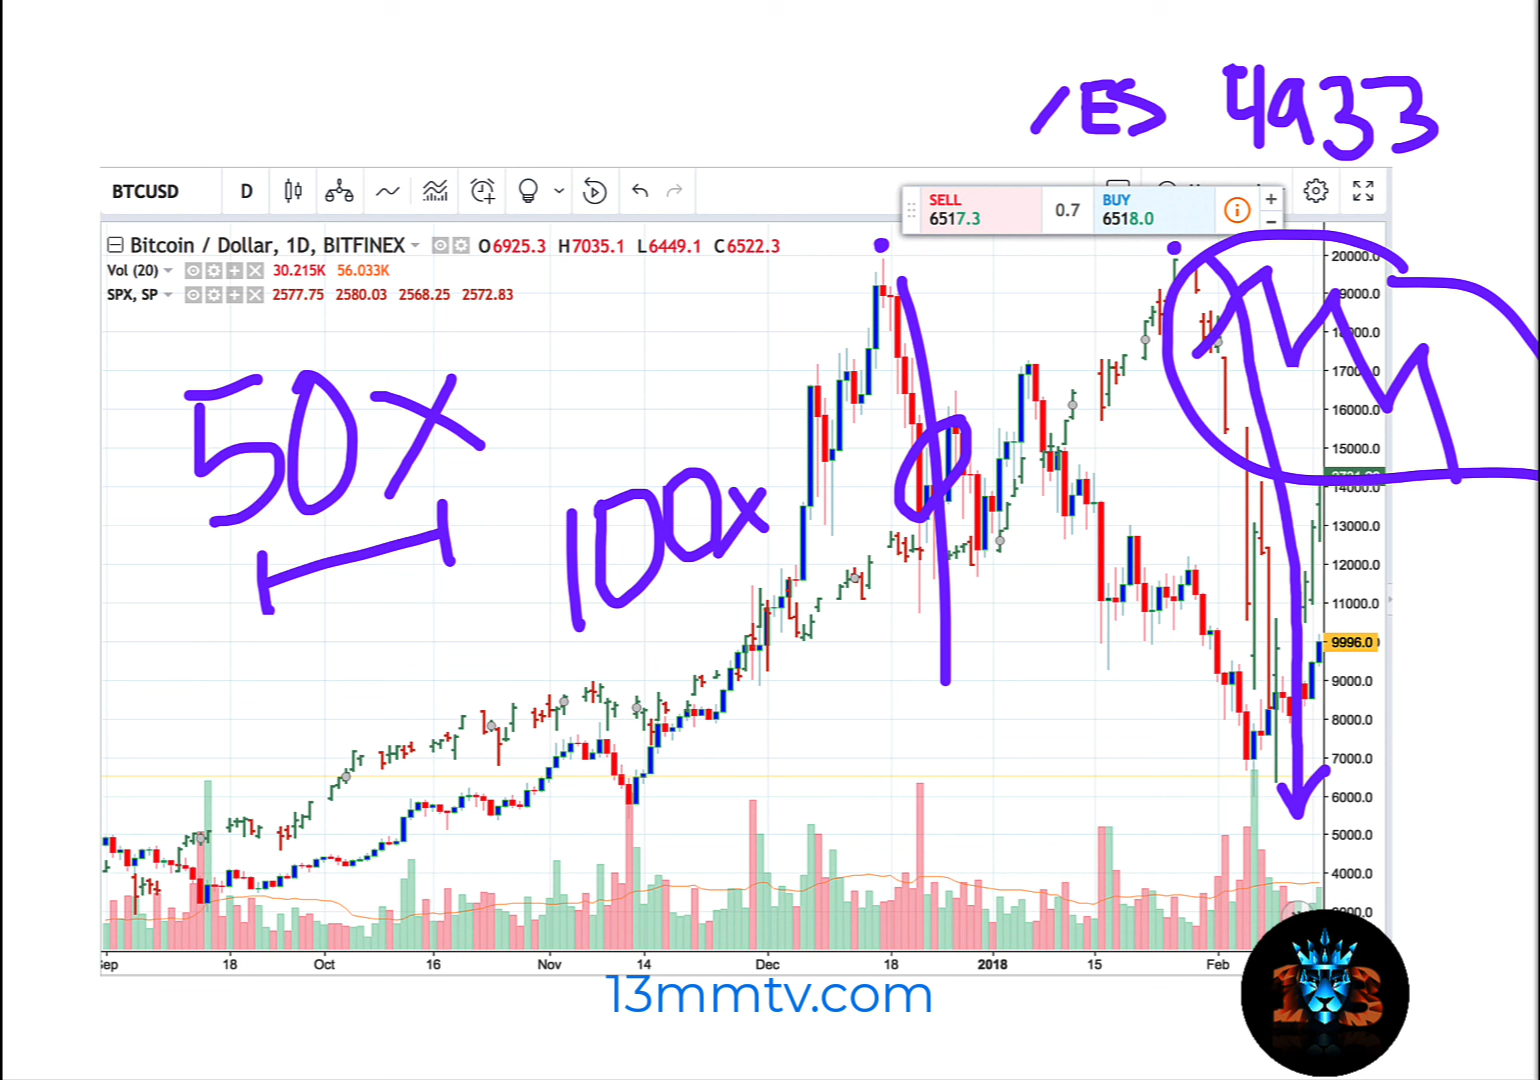 /ES 4933
BTCUSD D
SELL 6517.3 0.7 BUY 6518.0
Bitcoin / Dollar, 1D, BITFINEX O6925.3 H7035.1 L6449.1 C6522.3
Vol (20) 30.215K 56.033K
SPX, SP 2577.75 2580.03 2568.25 2572.83
50x
100x
20000.0
19000.0
18000.0
17000.0
16000.0
15000.0
14000.0
13000.0
12000.0
11000.0
9996.0
9000.0
8000.0
7000.0
6000.0
5000.0
4000.0
Sep 18 Oct 16 Nov 14 Dec 18 2018 15 Feb
13mmtv.com